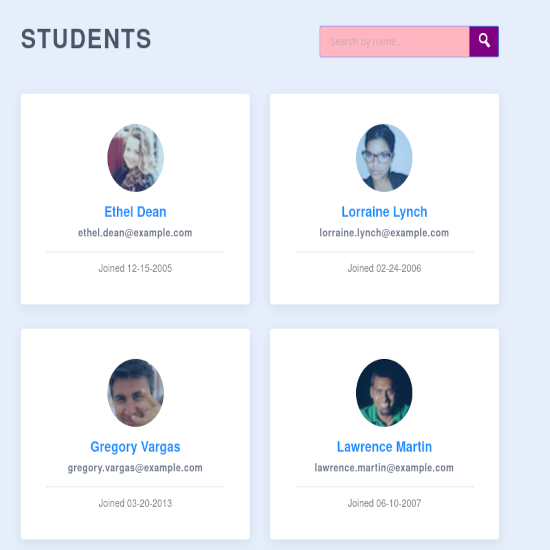 STUDENTS
Search by name...
Ethel Dean
ethel.dean@example.com
Joined 12-15-2005
Lorraine Lynch
lorraine.lynch@example.com
Joined 02-24-2006
Gregory Vargas
gregory.vargas@example.com
Joined 03-20-2013
Lawrence Martin
lawrence.martin@example.com
Joined 06-10-2007